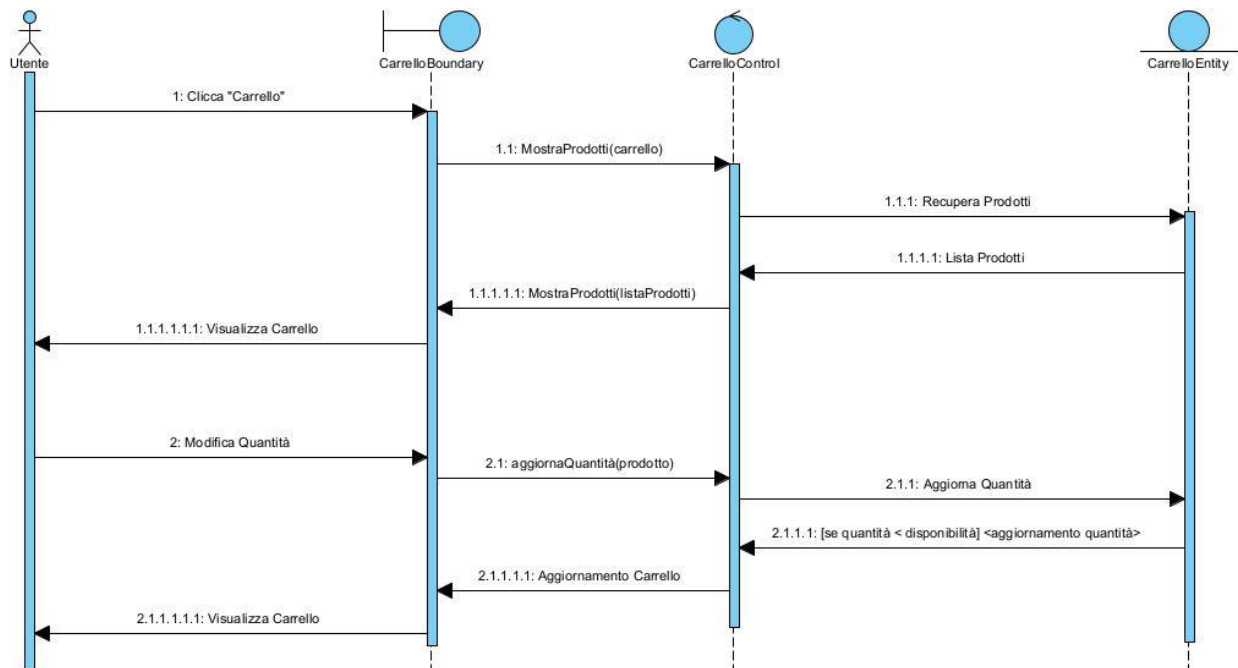 Utente
CarrelloBoundary
CarrelloControl
CarrelloEntity
1: Clicca "Carrello"
1.1: MostraProdotti(carrello)
1.1.1: Recupera Prodotti
1.1.1.1: Lista Prodotti
1.1.1.1.1: MostraProdotti(listaProdotti)
1.1.1.1.1.1: Visualizza Carrello
2: Modifica Quantità
2.1: aggiornaQuantità(prodotto)
2.1.1: Aggiorna Quantità
2.1.1.1: [se quantità < disponibilità] <aggiornamento quantità>
2.1.1.1.1: Aggiornamento Carrello
2.1.1.1.1.1: Visualizza Carrello